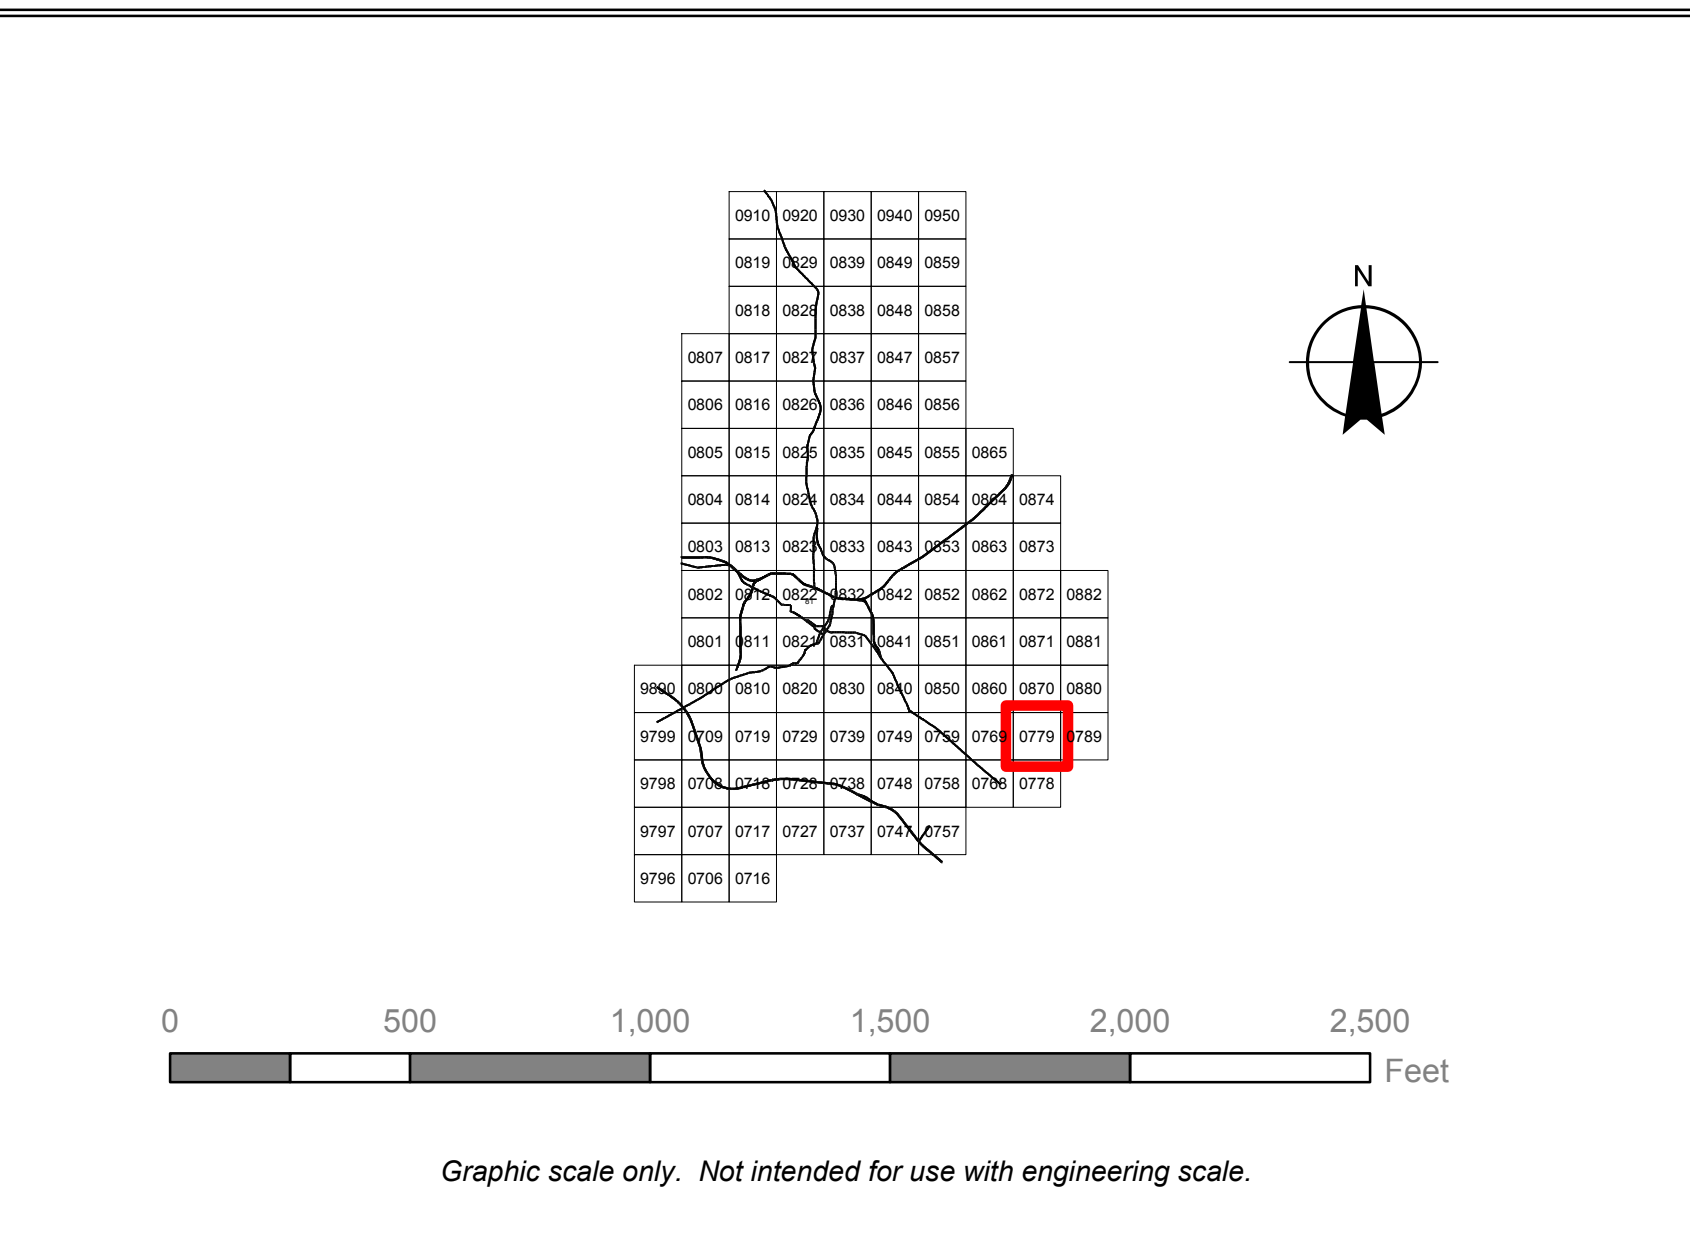 N
0910 0920 0930 0940 0950
0819 0829 0839 0849 0859
0818 0828 0838 0848 0858
0807 0817 0827 0837 0847 0857
0806 0816 0826 0836 0846 0856
0805 0815 0825 0835 0845 0855 0865
0804 0814 0824 0834 0844 0854 0864 0874
0803 0813 0823 0833 0843 0853 0863 0873
0802 0812 0822 0832 0842 0852 0862 0872 0882
0801 0811 0821 0831 0841 0851 0861 0871 0881
9890 0800 0810 0820 0830 0840 0850 0860 0870 0880
9799 0709 0719 0729 0739 0749 0759 0769 0779 0789
9798 0708 0718 0728 0738 0748 0758 0768 0778
9797 0707 0717 0727 0737 0747 0757
9796 0706 0716
0 500 1,000 1,500 2,000 2,500
Feet
Graphic scale only. Not intended for use with engineering scale.